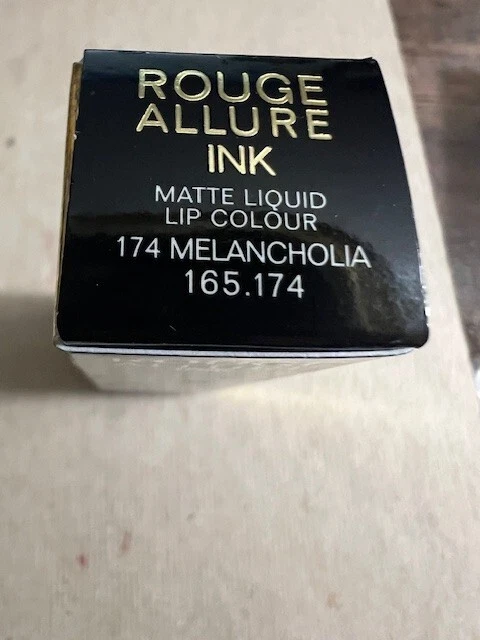 ROUGE
ALLURE
INK
MATTE LIQUID
LIP COLOUR
174 MELANCHOLIA
165.174